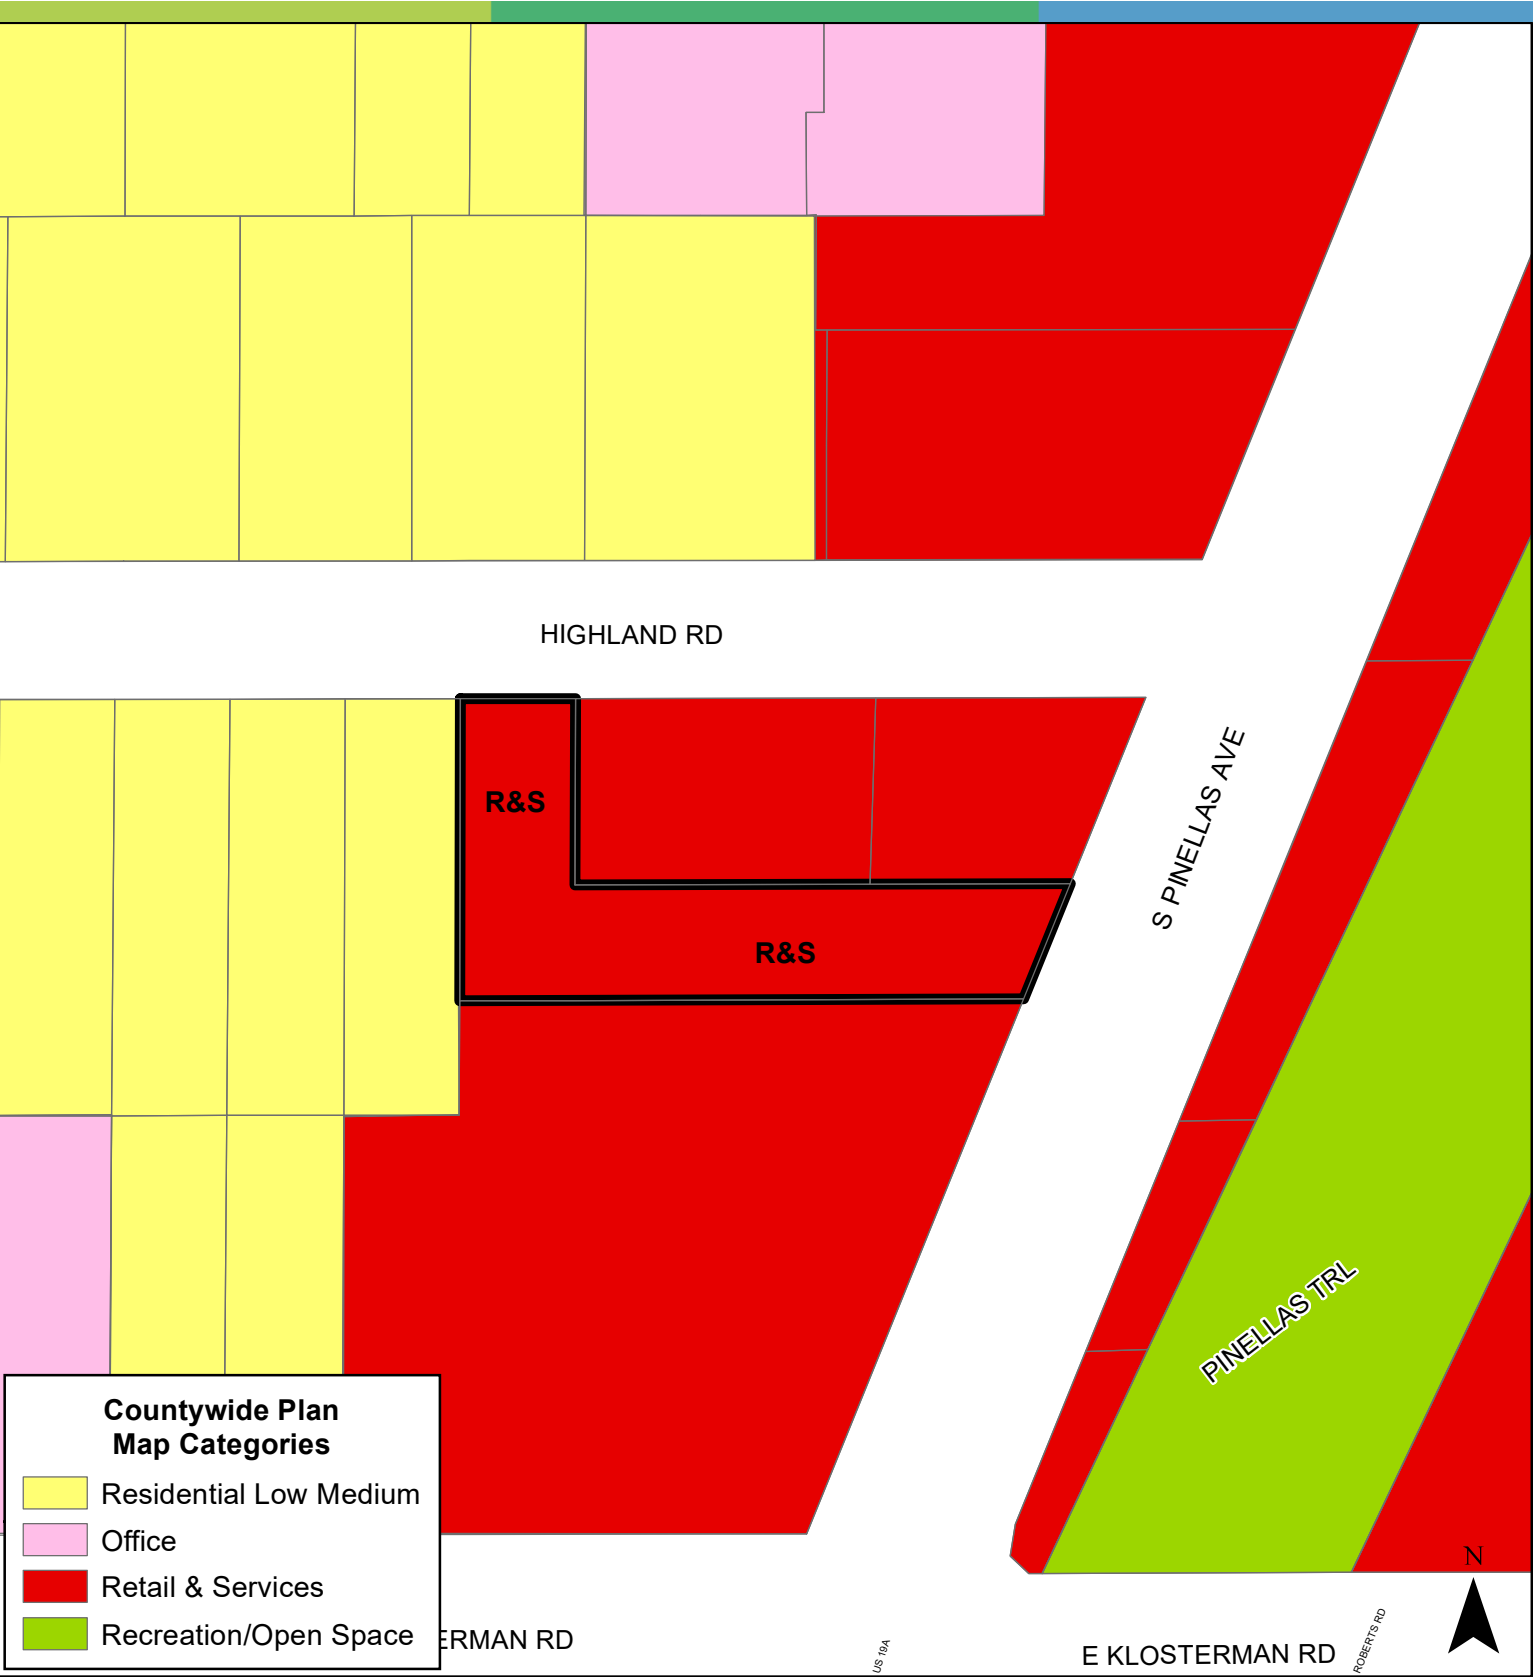 HIGHLAND RD
S PINELLAS AVE
R&S
R&S
PINELLAS TRL
Countywide Plan
Map Categories
Residential Low Medium
Office
Retail & Services
Recreation/Open Space
ERMAN RD
US 19A
E KLOSTERMAN RD
ROBERTS RD
N